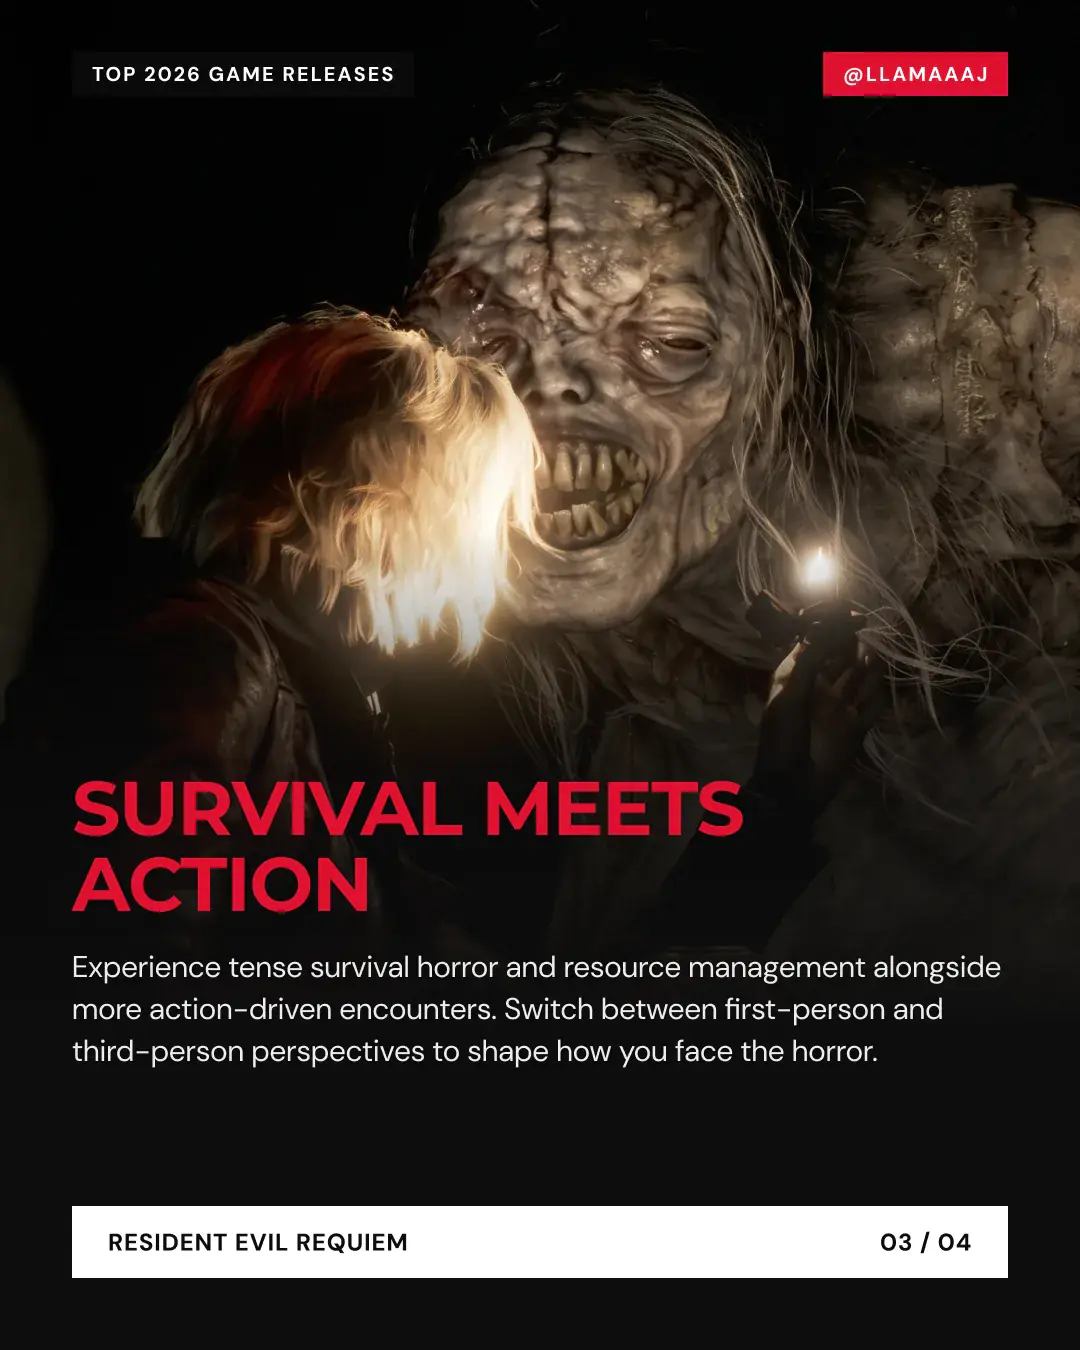 TOP 2026 GAME RELEASES
@LLAMAAAJ
SURVIVAL MEETS
ACTION
Experience tense survival horror and resource management alongside
more action-driven encounters. Switch between first-person and
third-person perspectives to shape how you face the horror.
RESIDENT EVIL REQUIEM
03 / 04